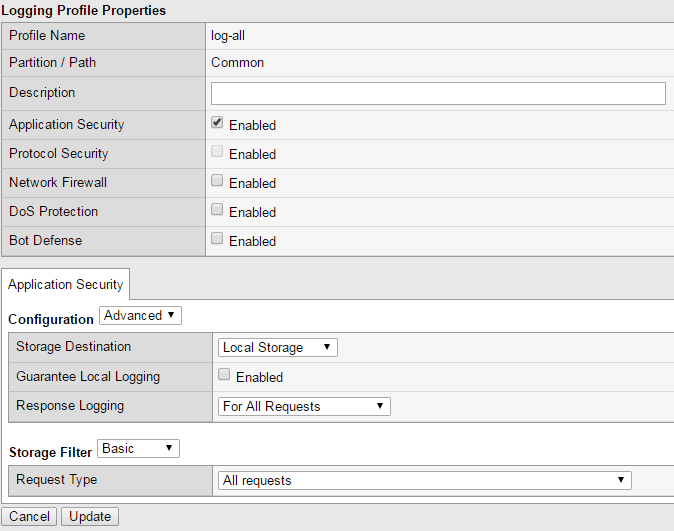 Logging Profile Properties
Profile Name log-all
Partition / Path Common
Description
Application Security Enabled
Protocol Security Enabled
Network Firewall Enabled
DoS Protection Enabled
Bot Defense Enabled
Application Security
Configuration Advanced
Storage Destination Local Storage
Guarantee Local Logging Enabled
Response Logging For All Requests
Storage Filter Basic
Request Type All requests
Cancel Update